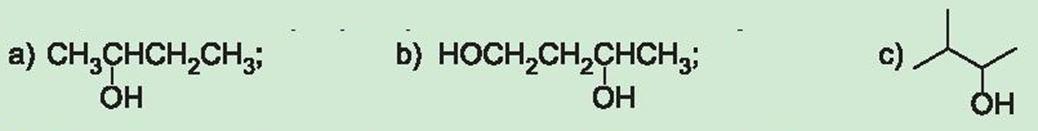 a) CH₃CHCH₂CH₃; b) HOCH₂CH₂CHCH₃; c)
OH OH OH